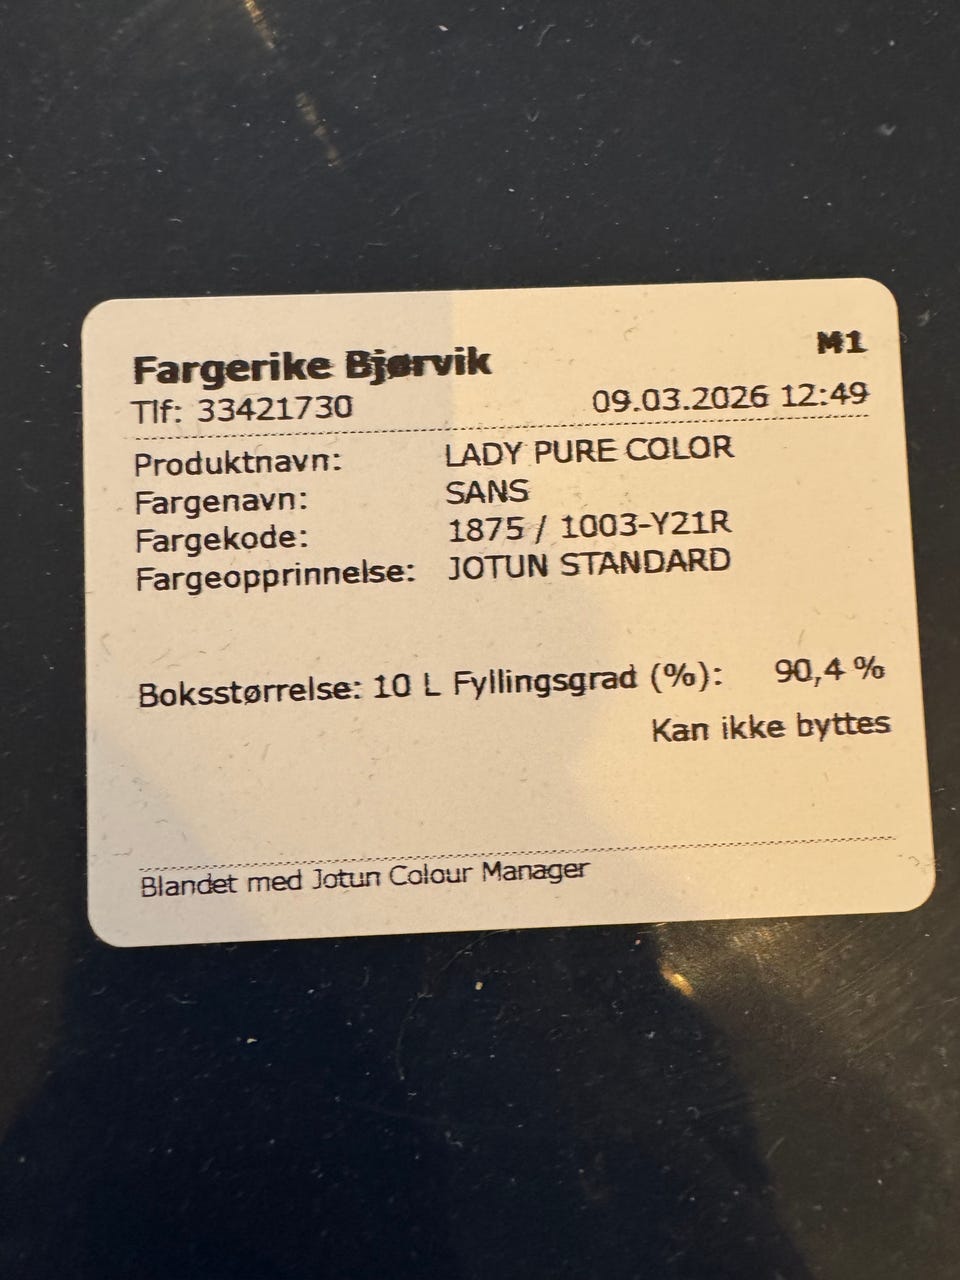 Fargerike Bjørvik
M1
Tlf: 33421730
09.03.2026 12:49
Produktnavn: LADY PURE COLOR
Fargenavn: SANS
Fargekode: 1875 / 1003-Y21R
Fargeopprinnelse: JOTUN STANDARD
Boksstørrelse: 10 L Fyllingsgrad (%): 90,4 %
Kan ikke byttes
Blandet med Jotun Colour Manager